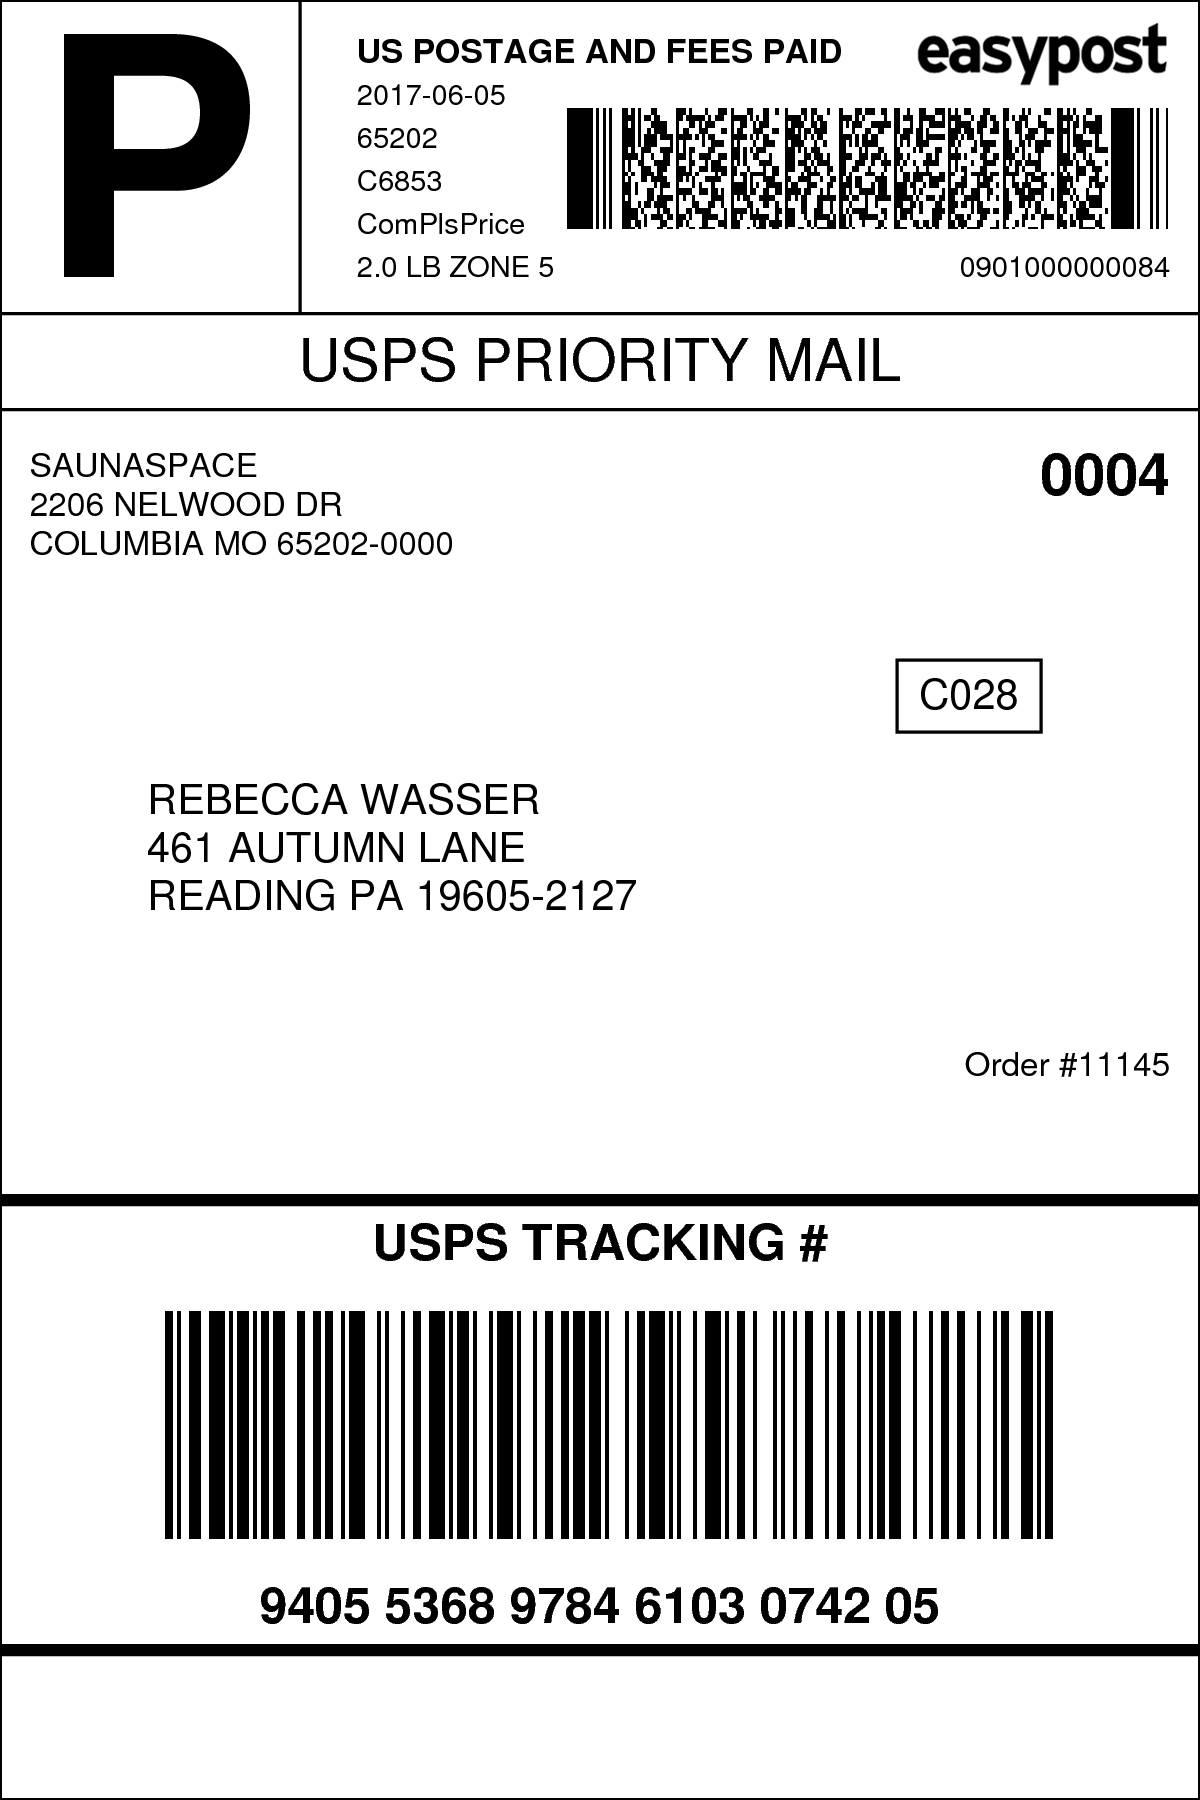 P
US POSTAGE AND FEES PAID
easypost
2017-06-05
65202
C6853
ComPlsPrice
2.0 LB ZONE 5
0901000000084
USPS PRIORITY MAIL
SAUNASPACE
2206 NELWOOD DR
COLUMBIA MO 65202-0000
0004
C028
REBECCA WASSER
461 AUTUMN LANE
READING PA 19605-2127
Order #11145
USPS TRACKING #
9405 5368 9784 6103 0742 05